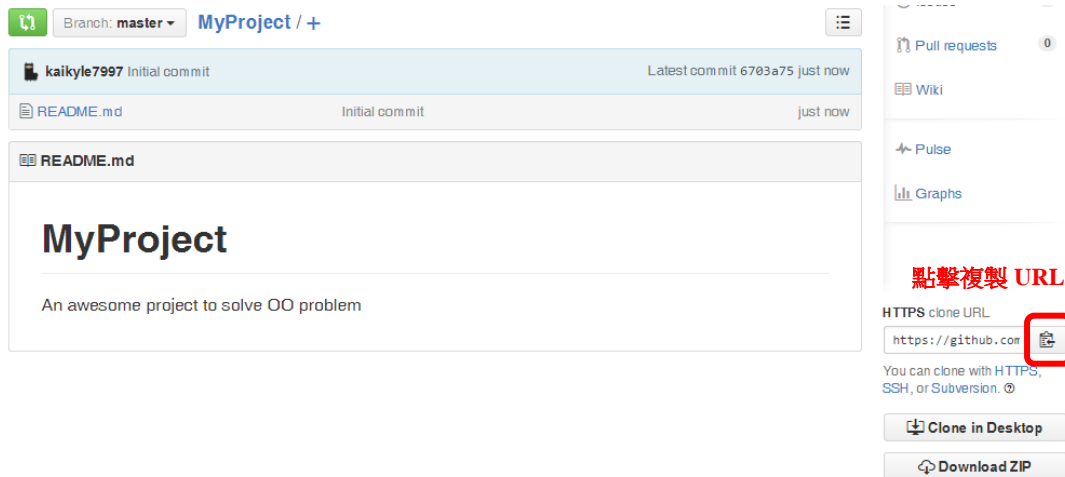 Branch: master
MyProject / +
kaikyle7997 Initial commit
Latest commit 6703a75 just now
README.md
Initial commit
just now
README.md
MyProject
An awesome project to solve OO problem
Pull requests
0
Wiki
Pulse
Graphs
點擊複製 URL
HTTPS clone URL
https://github.com
You can clone with HTTPS,
SSH, or Subversion.
Clone in Desktop
Download ZIP